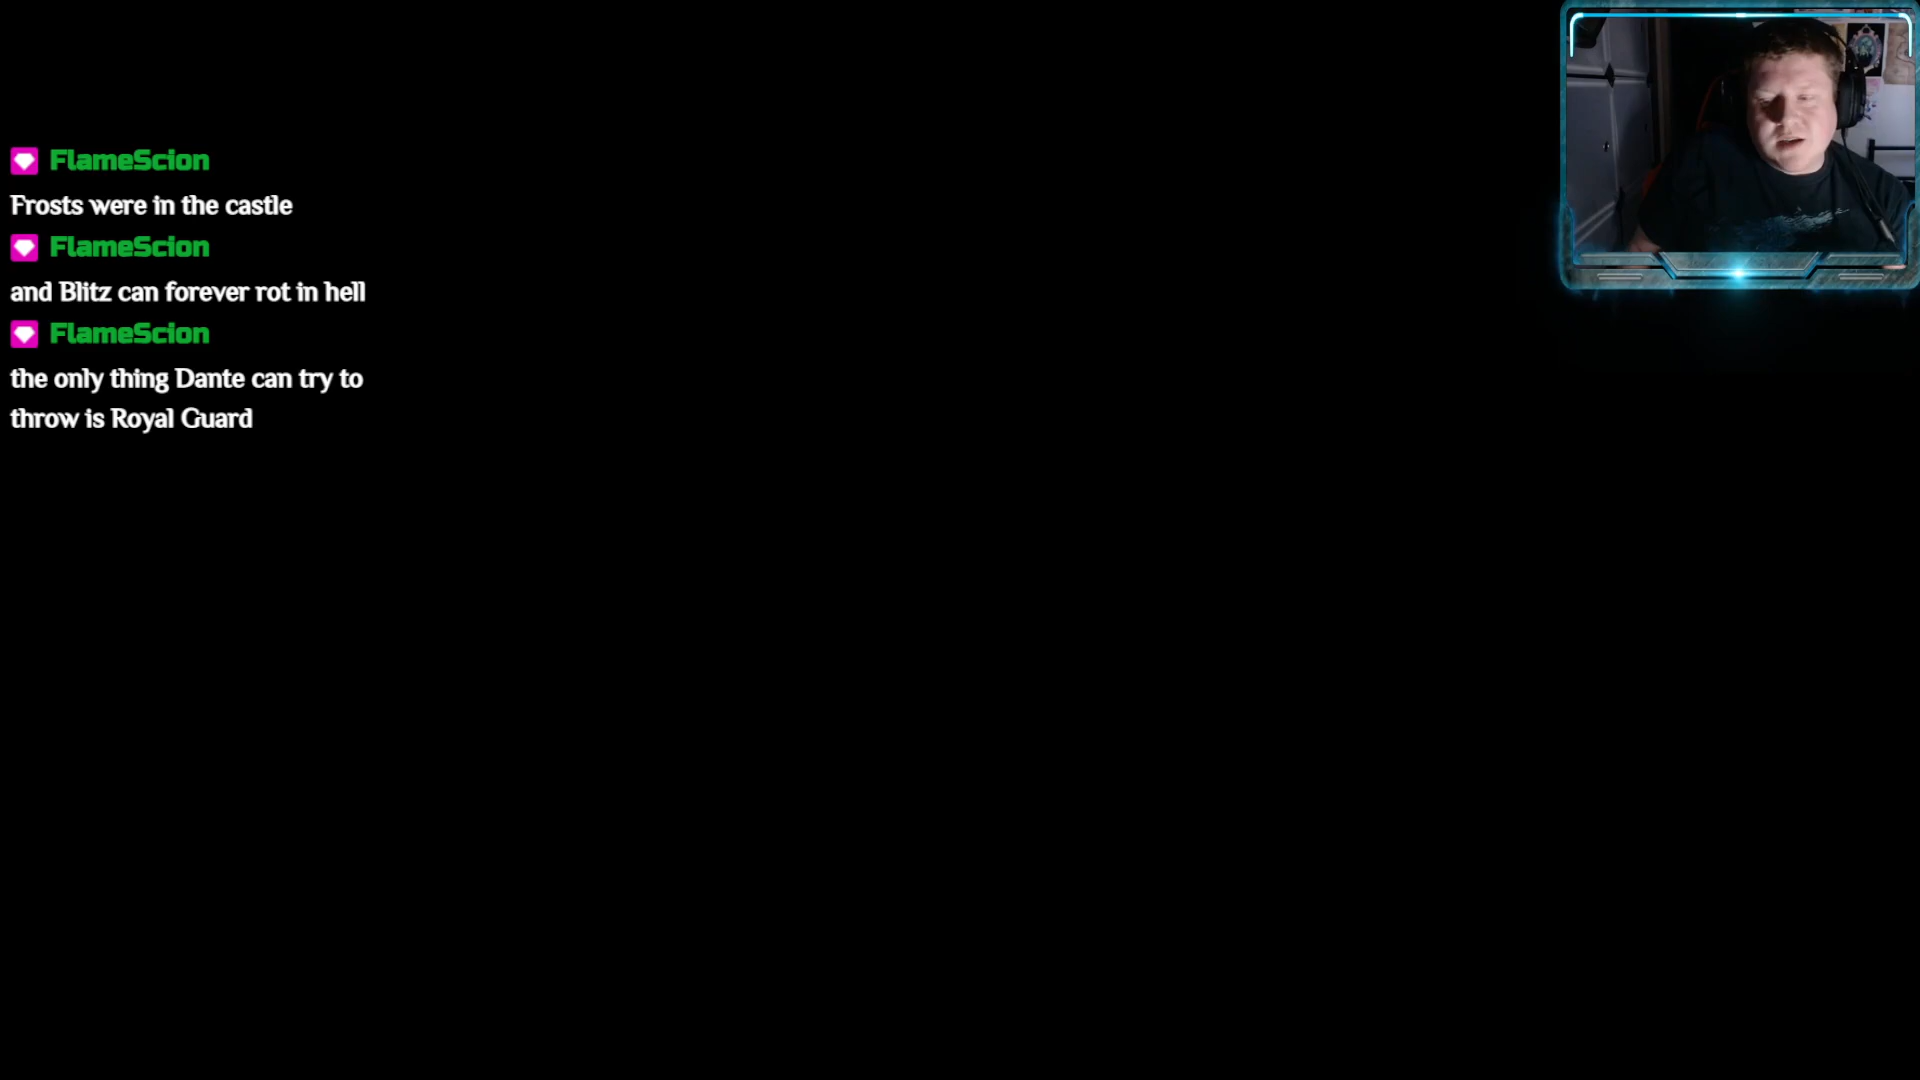 FlameScion
Frosts were in the castle
FlameScion
and Blitz can forever rot in hell
FlameScion
the only thing Dante can try to
throw is Royal Guard